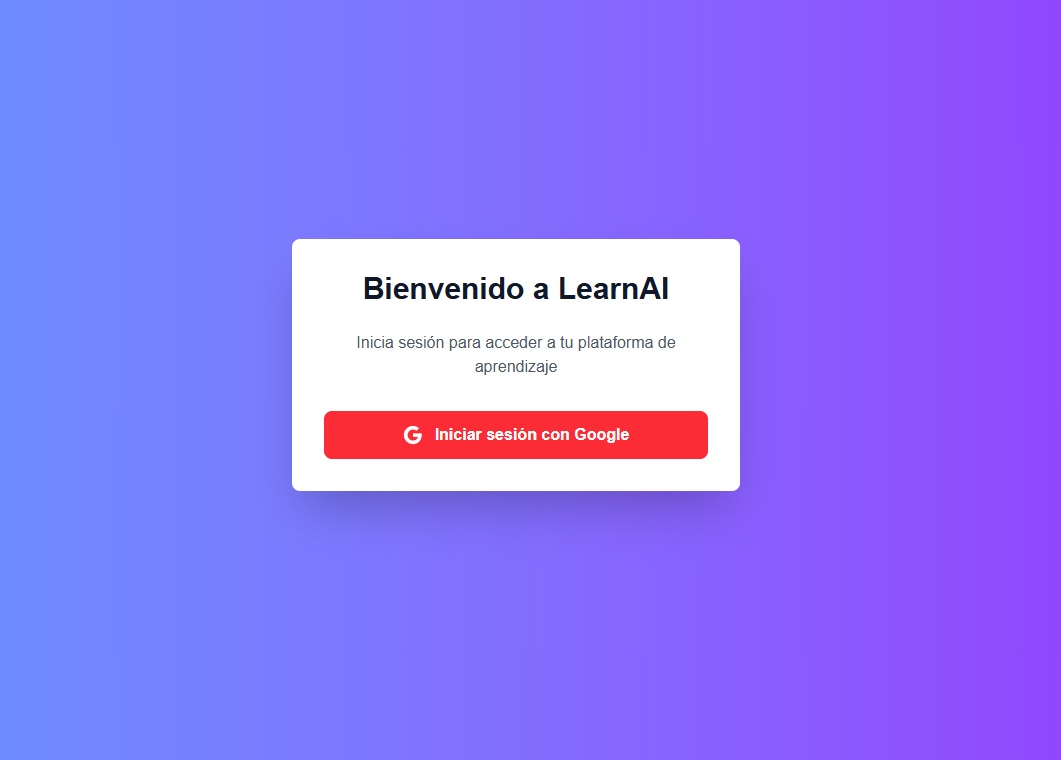 Bienvenido a LearnAI
Inicia sesión para acceder a tu plataforma de
aprendizaje
Iniciar sesión con Google